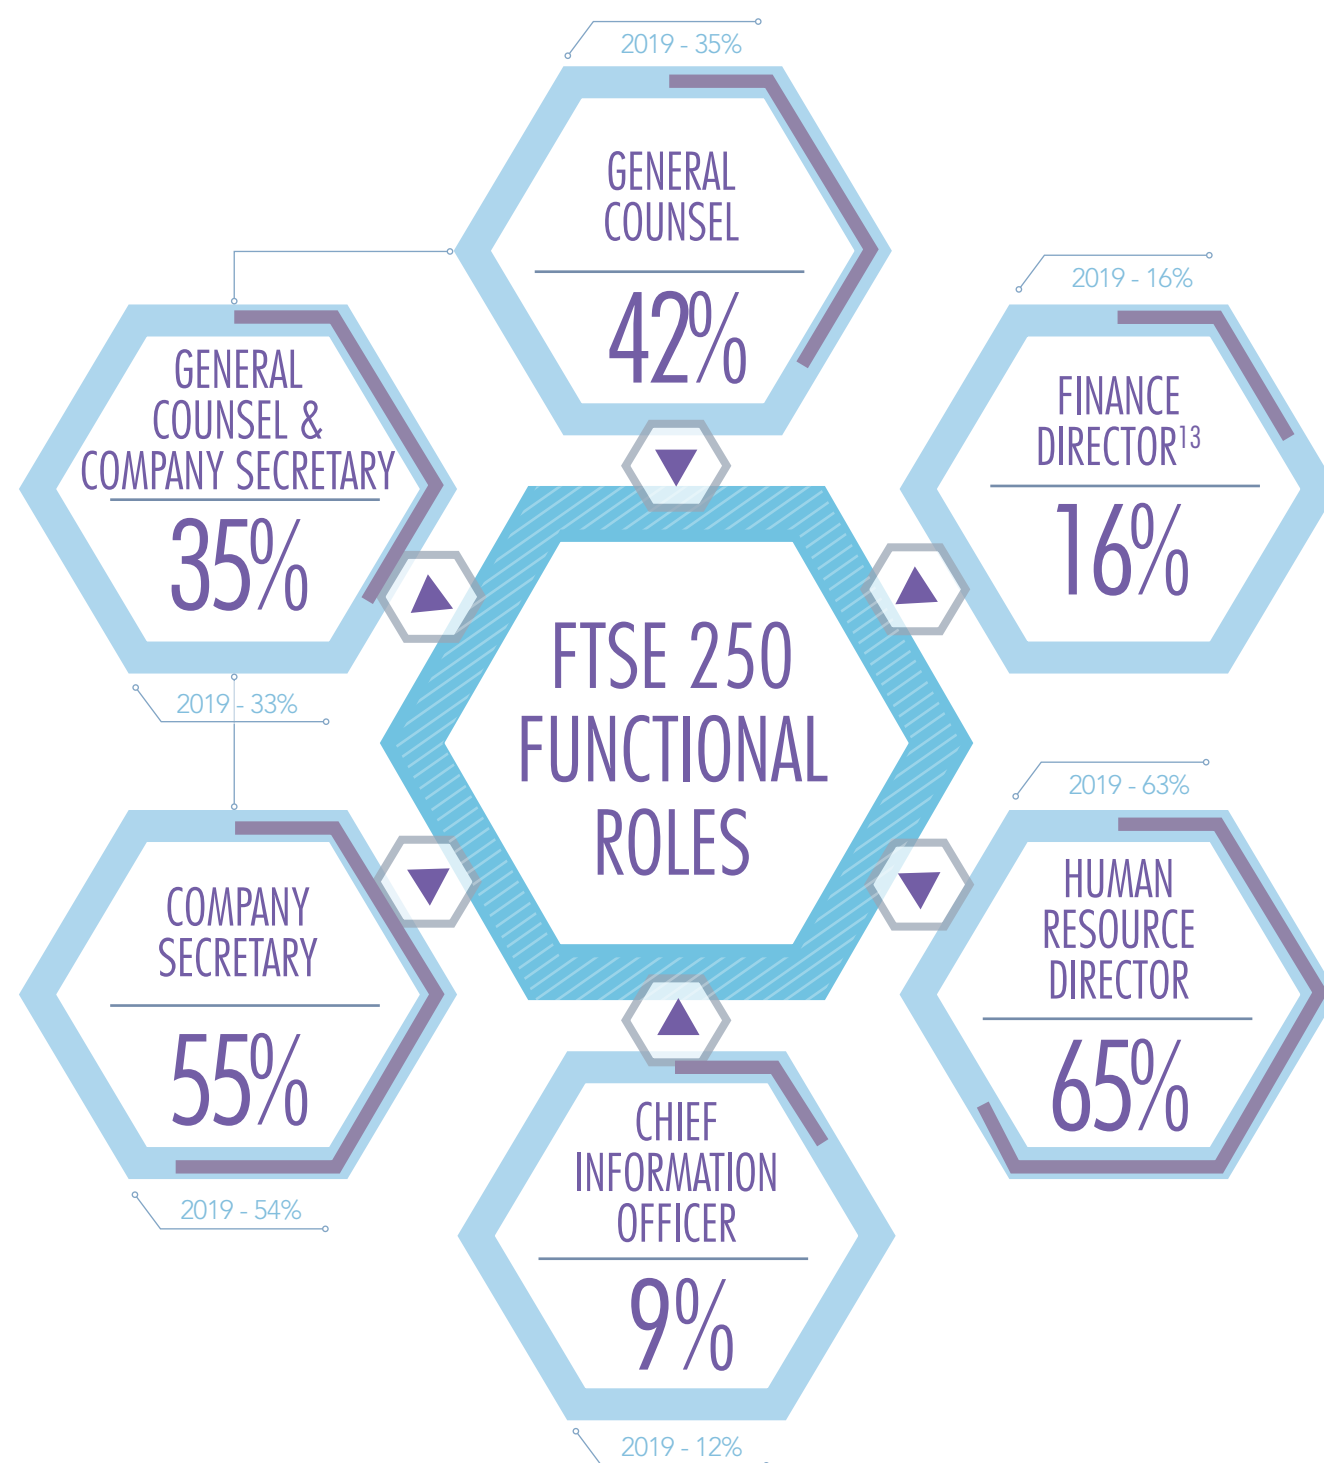 2019 - 35%
GENERAL
COUNSEL
42%
2019 - 16%
FINANCE
DIRECTOR¹³
16%
GENERAL
COUNSEL &
COMPANY SECRETARY
35%
2019 - 33%
FTSE 250
FUNCTIONAL
ROLES
2019 - 63%
HUMAN
RESOURCE
DIRECTOR
65%
COMPANY
SECRETARY
55%
2019 - 54%
CHIEF
INFORMATION
OFFICER
9%
2019 - 12%